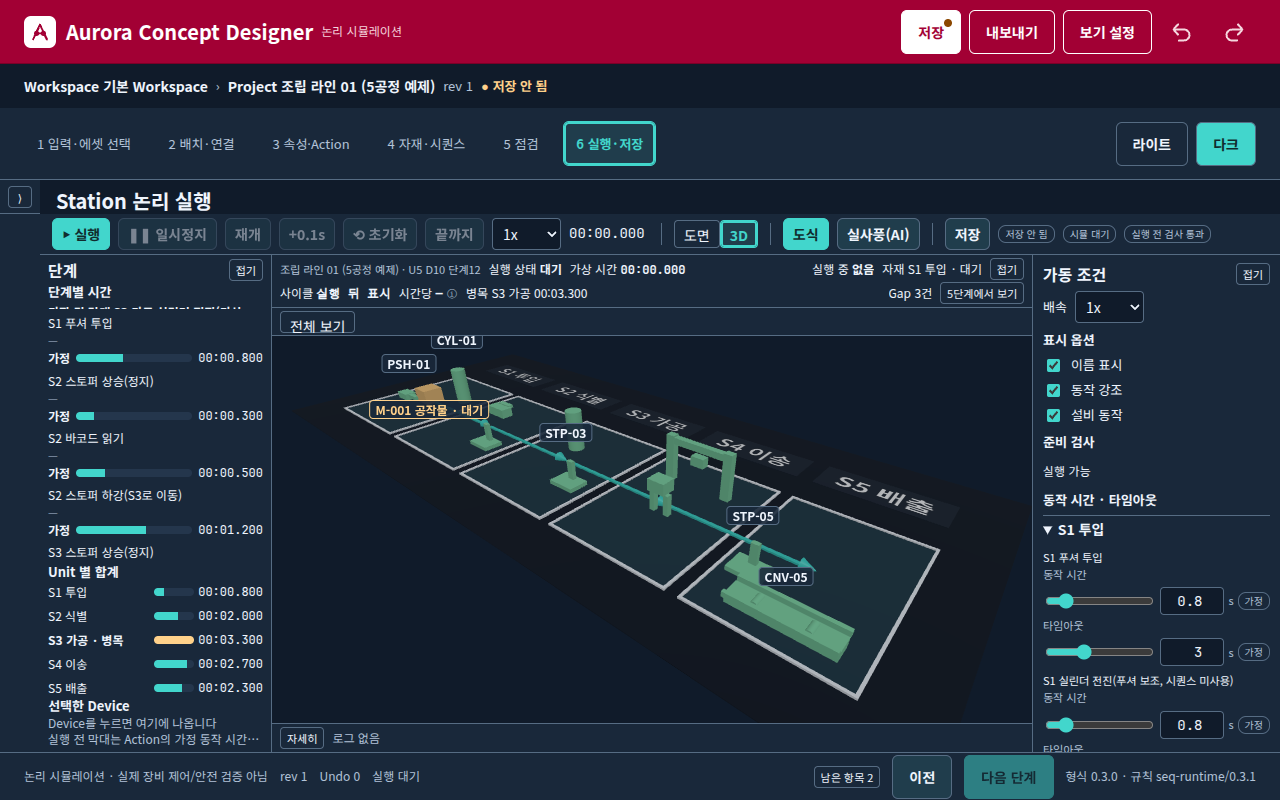 Aurora Concept Designer 논리 시뮬레이션
저장 내보내기 보기 설정
Workspace 기본 Workspace › Project 조립 라인 01 (5공정 예제) rev 1 ● 저장 안 됨
1 입력·에셋 선택 2 배치·연결 3 속성·Action 4 자재·시퀀스 5 점검 6 실행·저장 라이트 다크
Station 논리 실행
▸ 실행 ❚❚ 일시정지 재개 +0.1s ⟲ 초기화 끝까지 1x 00:00.000 도면 3D 도식 실사풍(AI) 저장 저장 안 됨 시뮬 대기 실행 전 검사 통과
단계 접기
단계별 시간
S1 푸셔 투입
—
가정 00:00.800
S2 스토퍼 상승(정지)
—
가정 00:00.300
S2 바코드 읽기
—
가정 00:00.500
S2 스토퍼 하강(S3로 이동)
—
가정 00:01.200
S3 스토퍼 상승(정지)
Unit 별 합계
S1 투입 00:00.800
S2 식별 00:02.000
S3 가공 · 병목 00:03.300
S4 이송 00:02.700
S5 배출 00:02.300
선택한 Device
Device를 누르면 여기에 나옵니다
실행 전 막대는 Action의 가정 동작 시간…
조립 라인 01 (5공정 예제) · U5 D10 단계12 실행 상태 대기 가상 시간 00:00.000 실행 중 없음 자재 S1 투입 · 대기 접기
사이클 실행 뒤 표시 시간당 – ⓘ 병목 S3 가공 00:03.300 Gap 3건 5단계에서 보기
전체 보기
CYL-01
PSH-01
M-001 공작물 · 대기
STP-03
STP-05
CNV-05
S1 투입
S2 식별
S3 가공
S4 이송
S5 배출
자세히 로그 없음
가동 조건 접기
배속 1x
표시 옵션
이름 표시
동작 강조
설비 동작
준비 검사
실행 가능
동작 시간 · 타임아웃
▼ S1 투입
S1 푸셔 투입
동작 시간
0.8 s 가정
타임아웃
3 s 가정
S1 실린더 전진(푸셔 보조, 시퀀스 미사용)
동작 시간
0.8 s 가정
타임아웃
논리 시뮬레이션 · 실제 장비 제어/안전 검증 아님 rev 1 Undo 0 실행 대기 남은 항목 2 이전 다음 단계 형식 0.3.0 · 규칙 seq-runtime/0.3.1